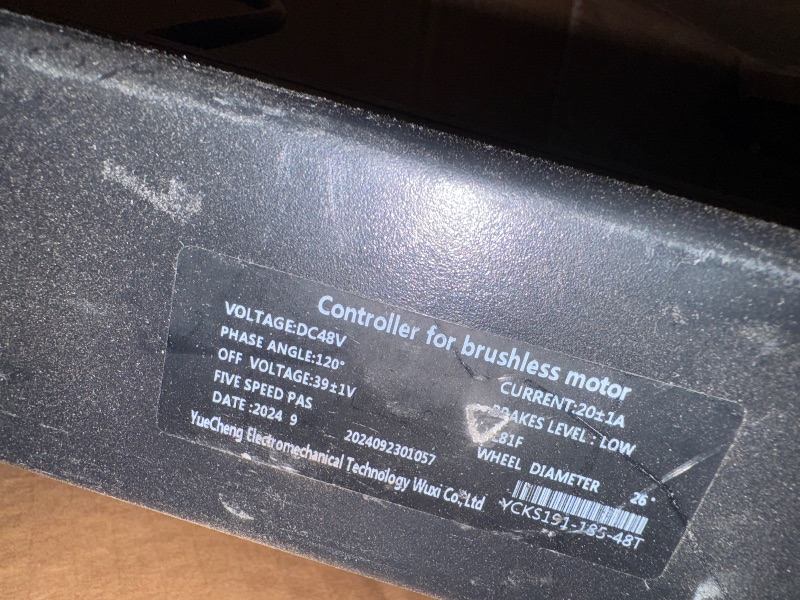 Controller for brushless motor
VOLTAGE:DC48V
CURRENT:20±1A
PHASE ANGLE:120°
BRAKES LEVEL : LOW
OFF VOLTAGE:39±1V
81F
FIVE SPEED PAS
WHEEL DIAMETER 26"
DATE :2024 9
2024092301057
YueCheng Electromechanical Technology Wuxi Co.,Ltd
YCKS191-185-48T